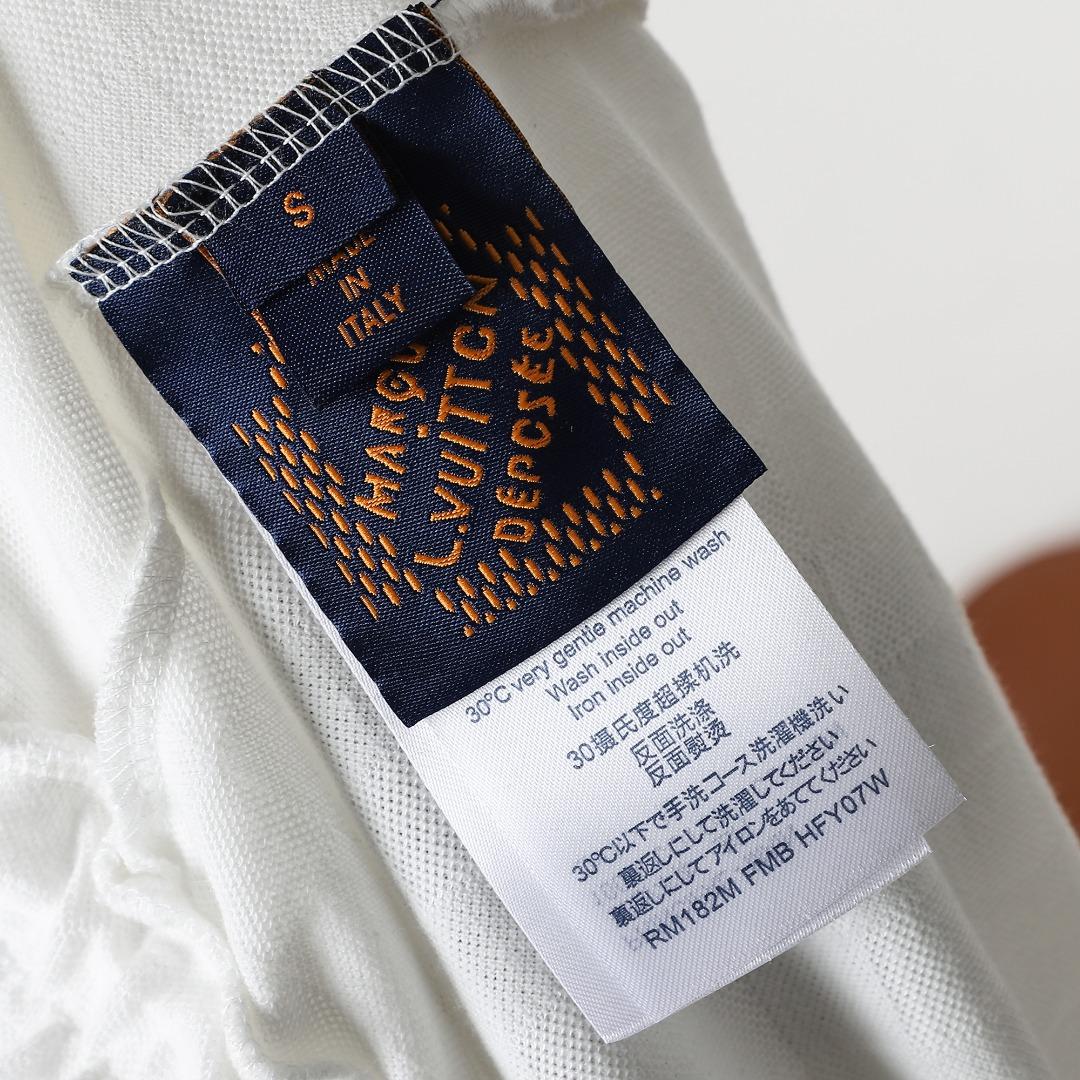 S
MADE
IN
ITALY
L.VUITTON
30°C very gentle machine wash
Wash inside out
Iron inside out
30摄氏度超揉机洗
反面洗涤
反面熨烫
30℃以下で手洗コース洗濯機洗い
裏返しにして洗濯してください
裏返しにしてアイロンをあててください
RM182M FMB HFY07W